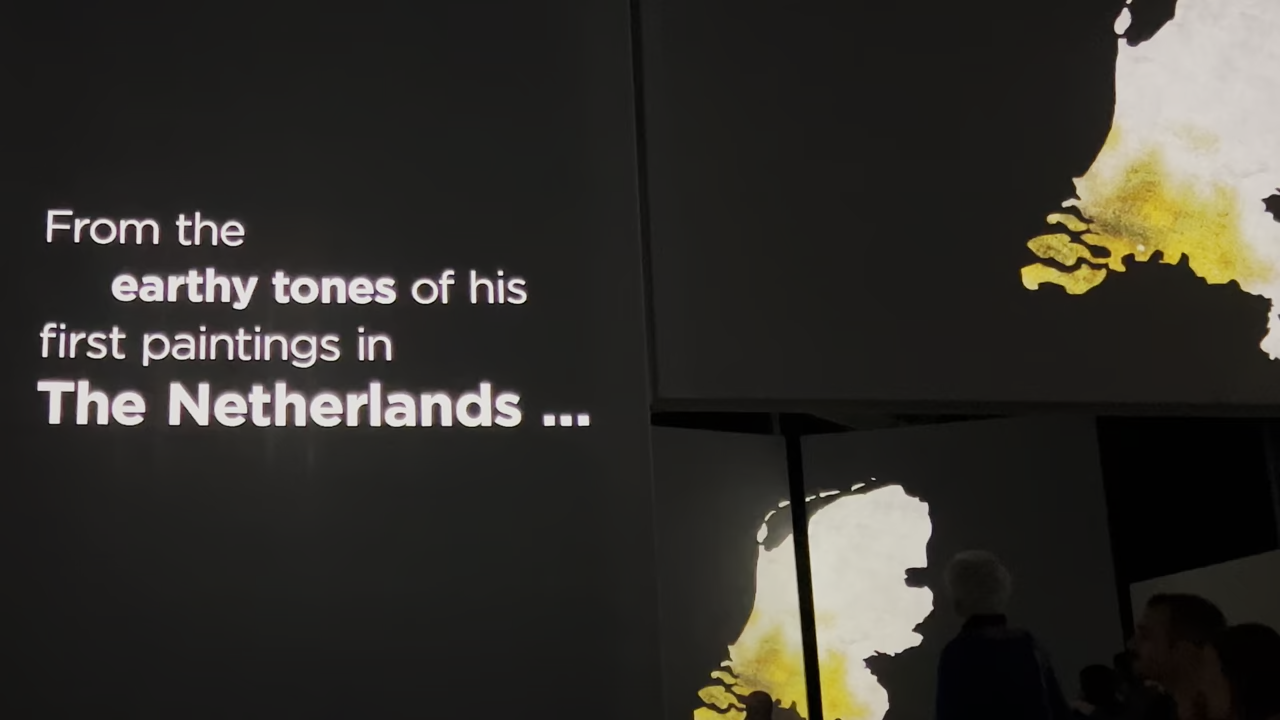 From the
earthy tones of his
first paintings in
The Netherlands ...